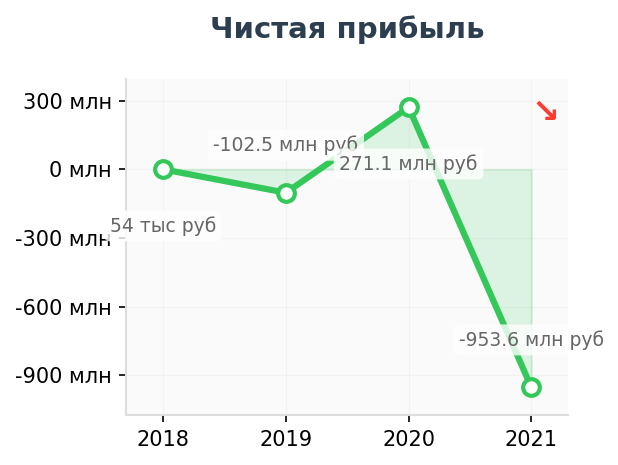 Чистая прибыль
300 млн
-102.5 млн руб
0 млн
271.1 млн руб
54 тыс руб
-300 млн
-600 млн
-953.6 млн руб
-900 млн
2018
2019
2020
2021